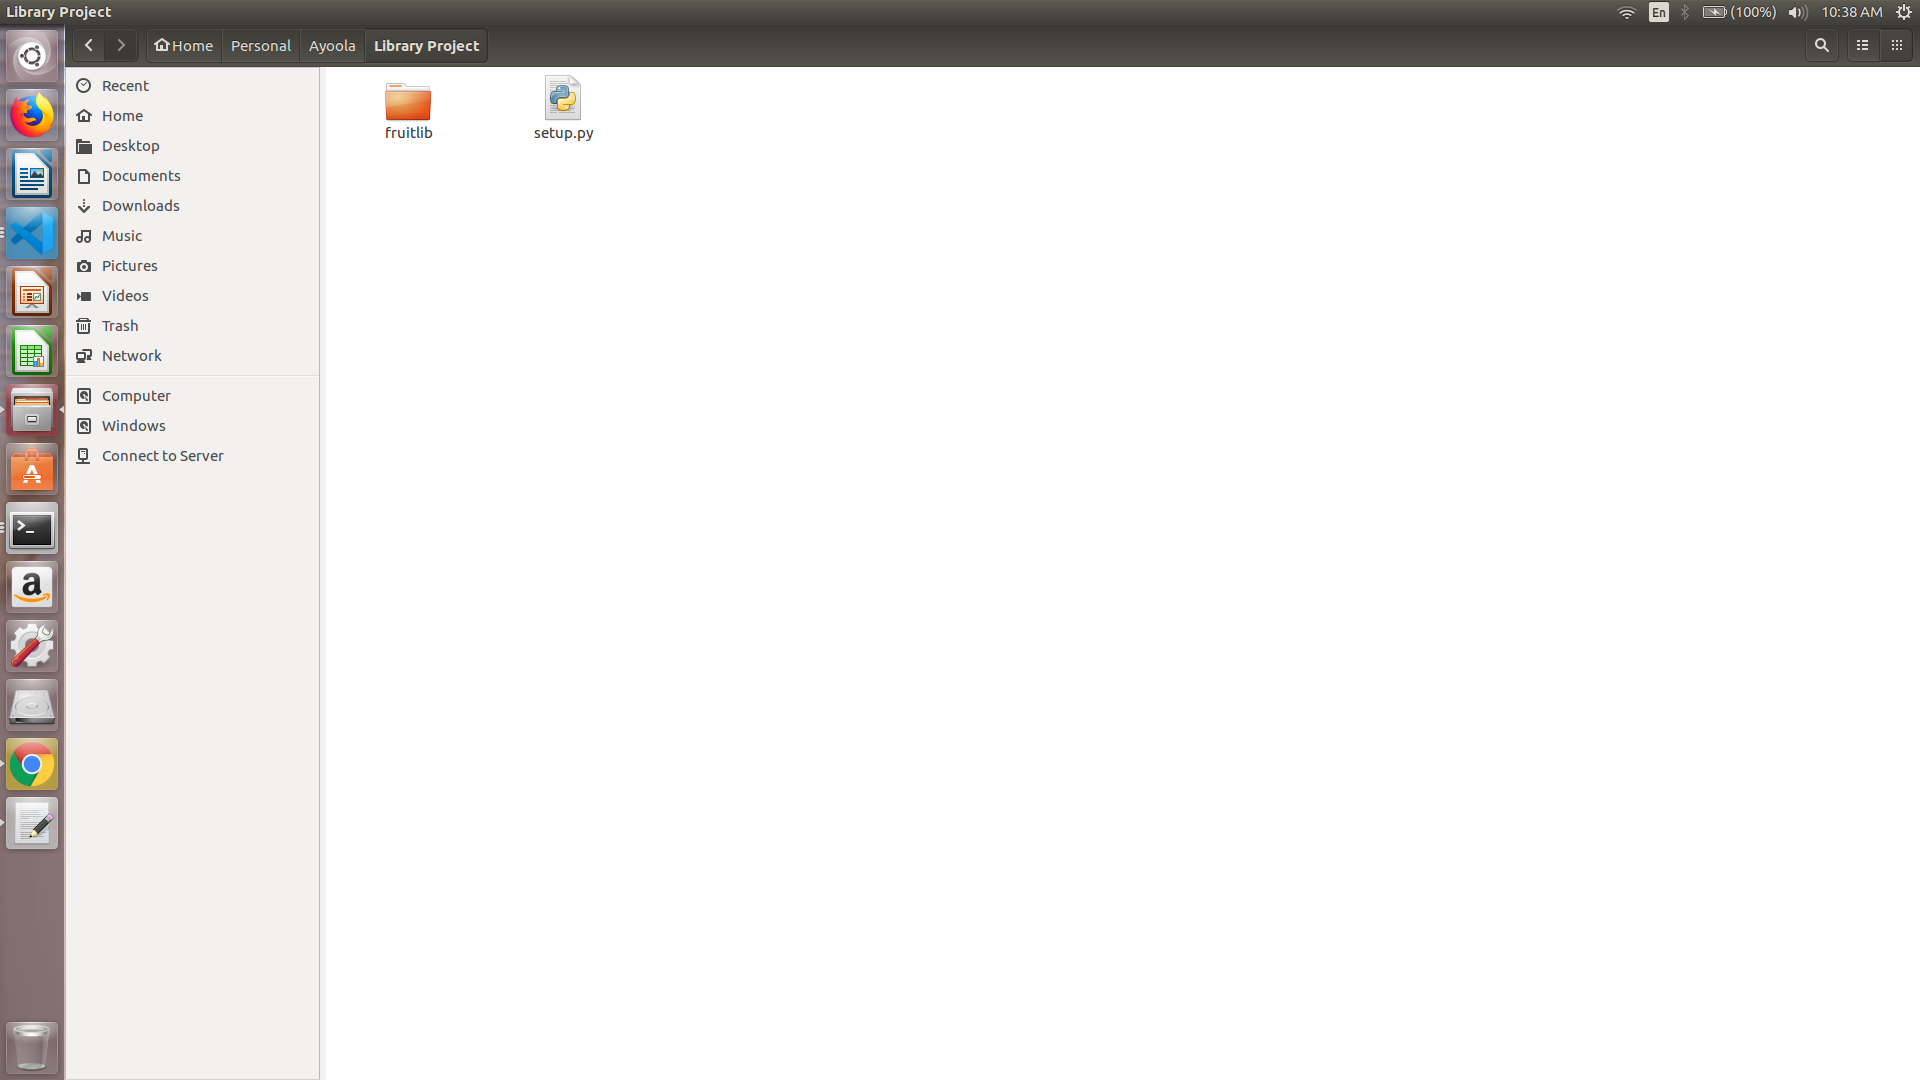 Library Project
En
(100%)
10:38 AM
Home
Personal
Ayoola
Library Project
Recent
Home
Desktop
Documents
Downloads
Music
Pictures
Videos
Trash
Network
Computer
Windows
Connect to Server
fruitlib
setup.py